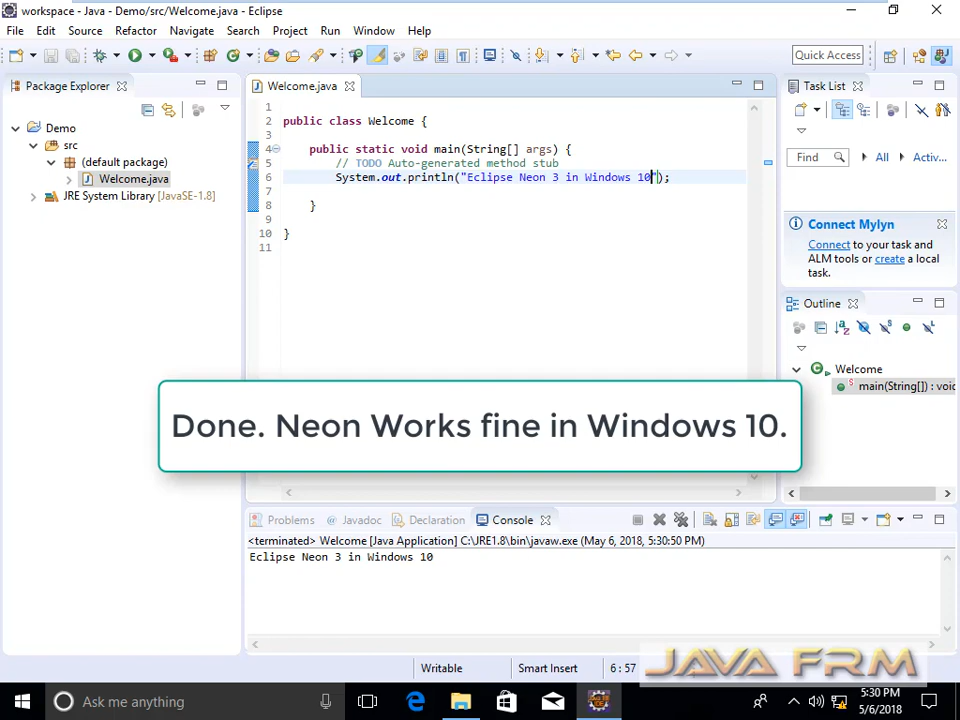 workspace - Java - Demo/src/Welcome.java - Eclipse
File Edit Source Refactor Navigate Search Project Run Window Help
Quick Access
Package Explorer
Demo
src
(default package)
Welcome.java
JRE System Library [JavaSE-1.8]
Welcome.java
1
2 public class Welcome {
3
4 public static void main(String[] args) {
5 // TODO Auto-generated method stub
6 System.out.println("Eclipse Neon 3 in Windows 10");
7
8 }
9
10 }
11
Task List
Find All Activ...
Connect Mylyn
Connect to your task and
ALM tools or create a local
task.
Outline
Welcome
main(String[]) : void
Done. Neon Works fine in Windows 10.
Problems Javadoc Declaration Console
<terminated> Welcome [Java Application] C:\JRE1.8\bin\javaw.exe (May 6, 2018, 5:30:50 PM)
Eclipse Neon 3 in Windows 10
Writable Smart Insert 6 : 57
JAVA FRM
Ask me anything
5:30 PM
5/6/2018